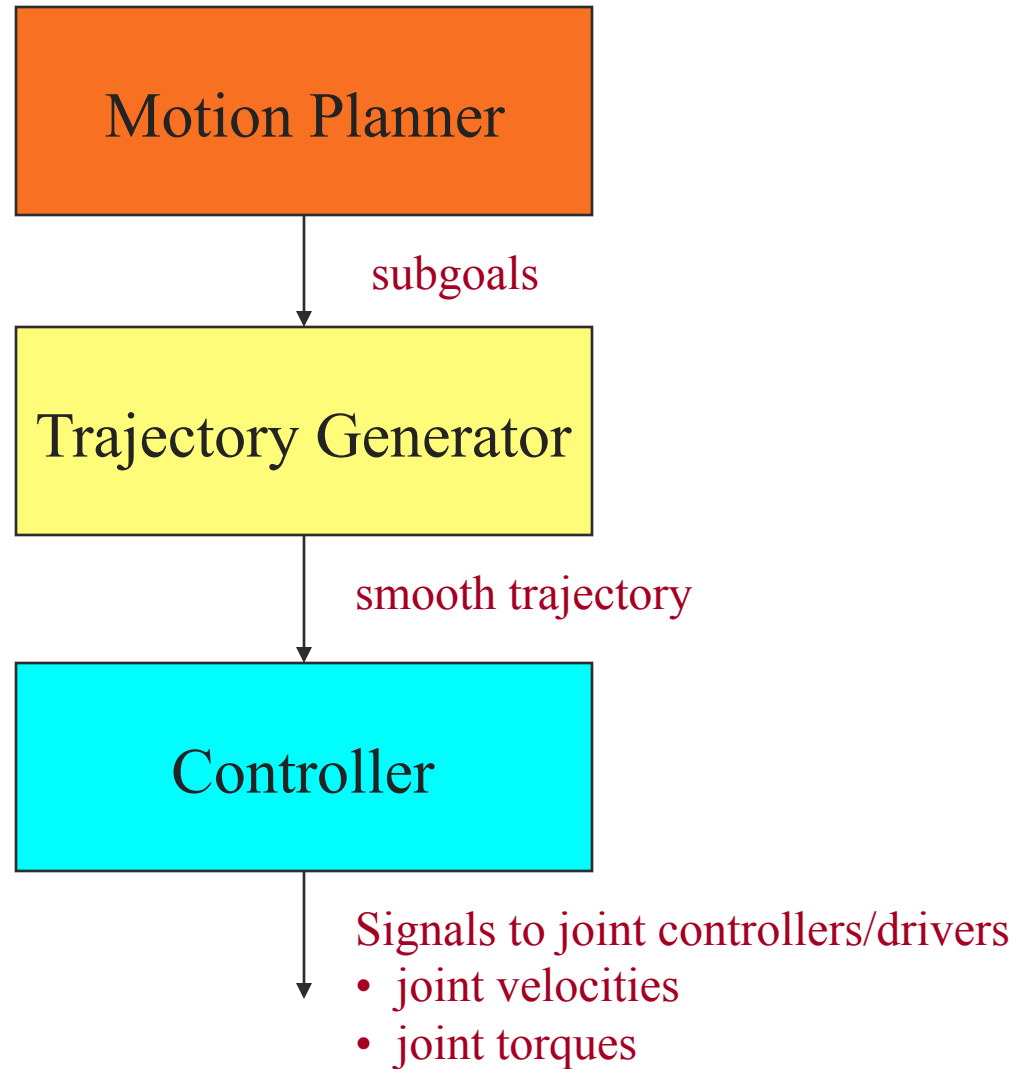 Motion Planner
subgoals
Trajectory Generator
smooth trajectory
Controller
Signals to joint controllers/drivers
• joint velocities
• joint torques